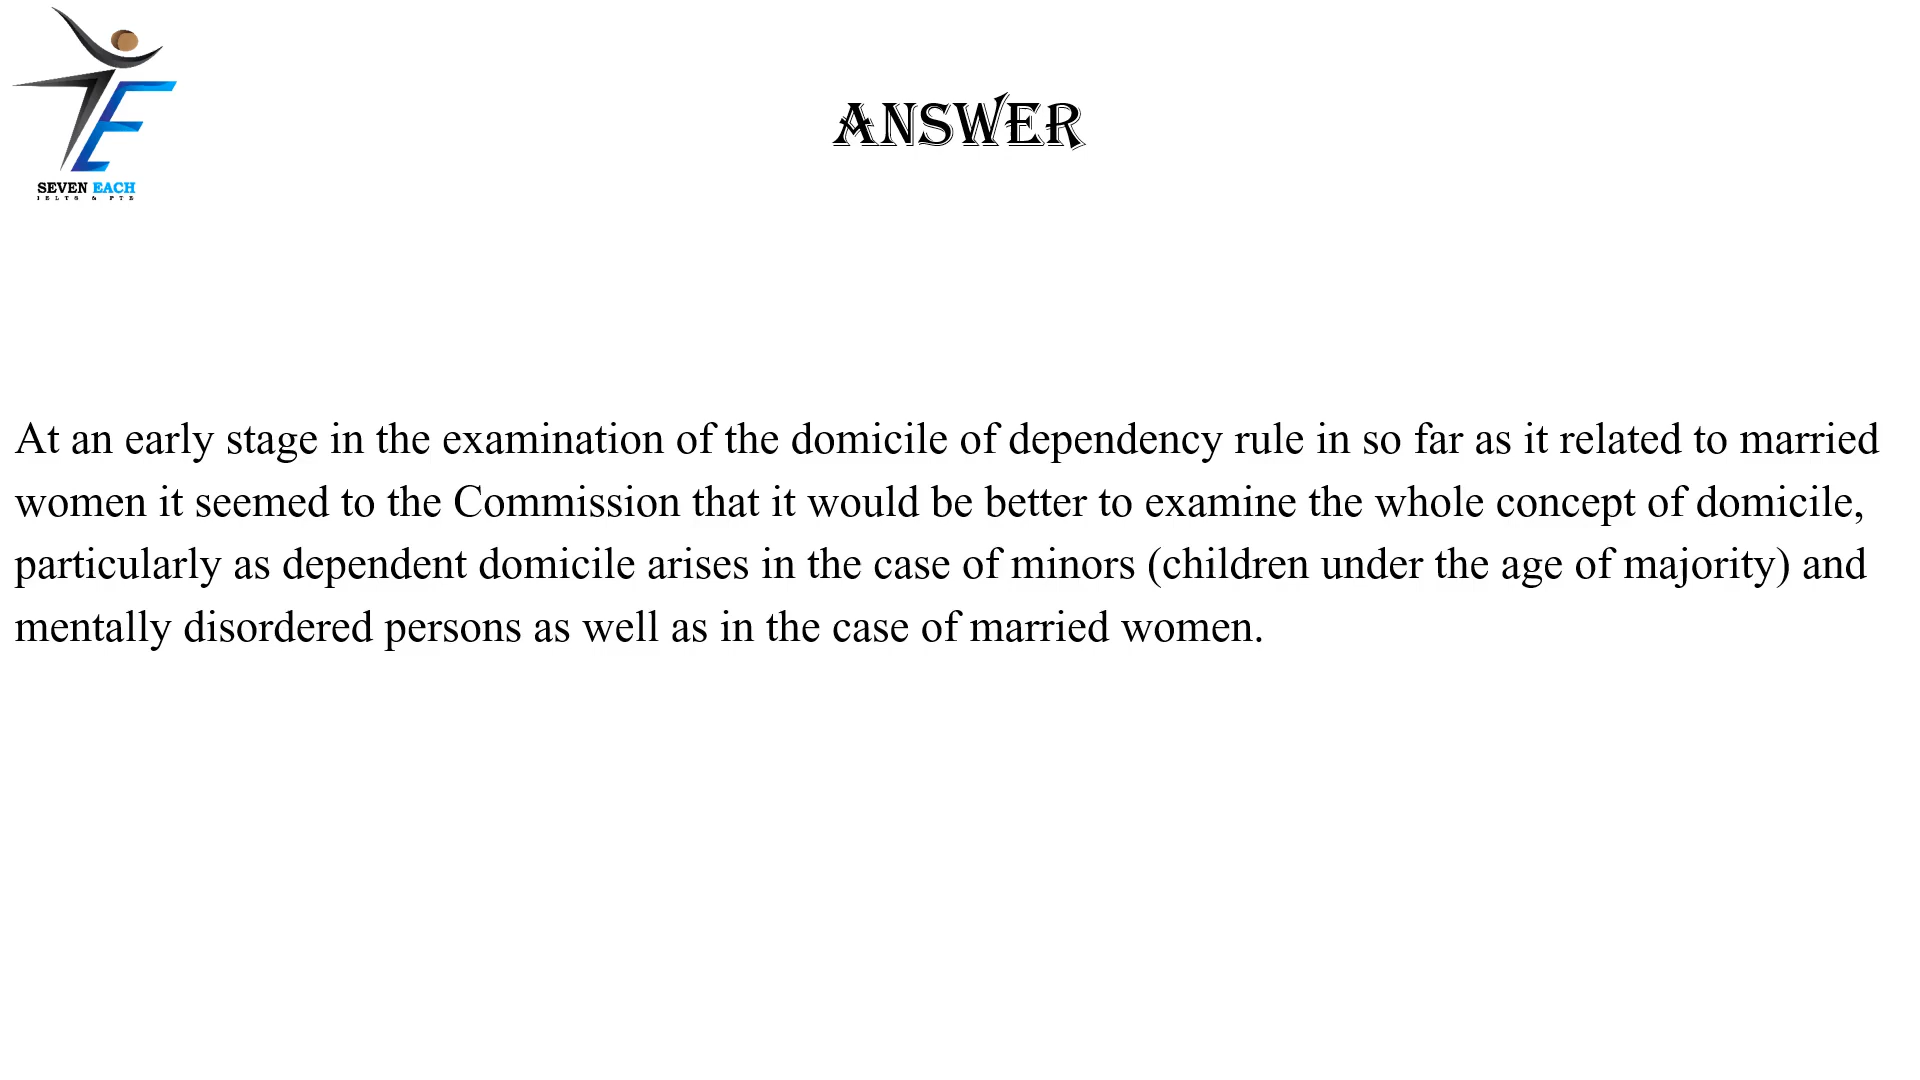 ANSWER
SEVEN EACH
IELTS & PTE
At an early stage in the examination of the domicile of dependency rule in so far as it related to married
women it seemed to the Commission that it would be better to examine the whole concept of domicile,
particularly as dependent domicile arises in the case of minors (children under the age of majority) and
mentally disordered persons as well as in the case of married women.